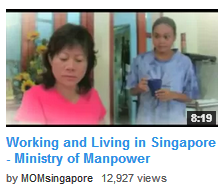 8:19
Working and Living in Singapore
- Ministry of Manpower
by MOMsingapore 12,927 views